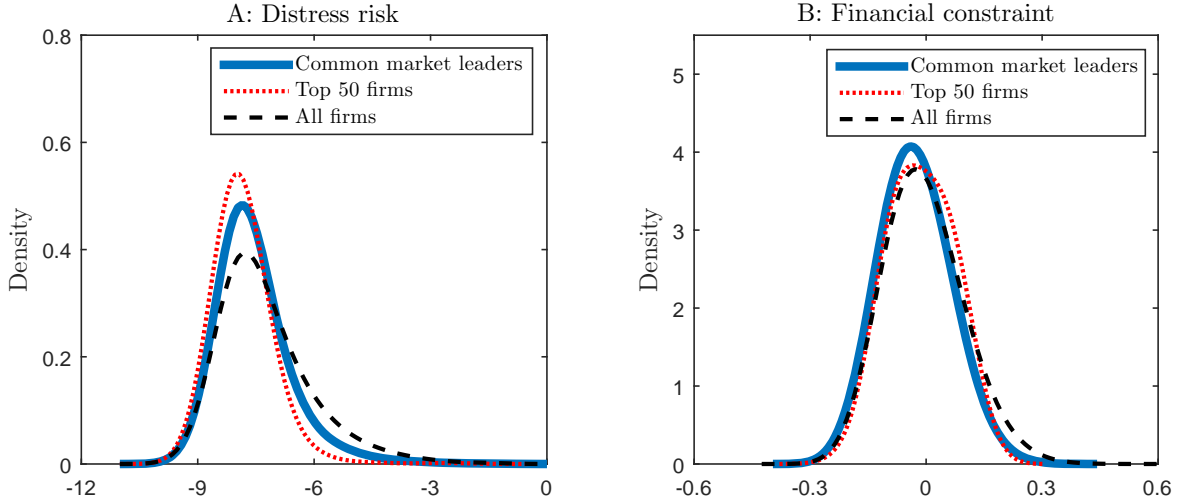 A: Distress risk
0.8
0.6
0.4
0.2
0
Density
Common market leaders
Top 50 firms
All firms
-12
-9
-6
-3
0
B: Financial constraint
5
4
3
2
1
0
Density
Common market leaders
Top 50 firms
All firms
-0.6
-0.3
0
0.3
0.6